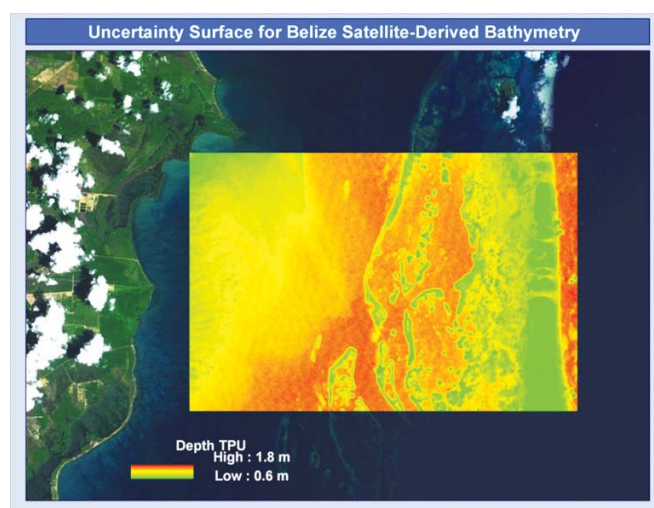 Uncertainty Surface for Belize Satellite-Derived Bathymetry
Depth TPU
High : 1.8 m
Low : 0.6 m